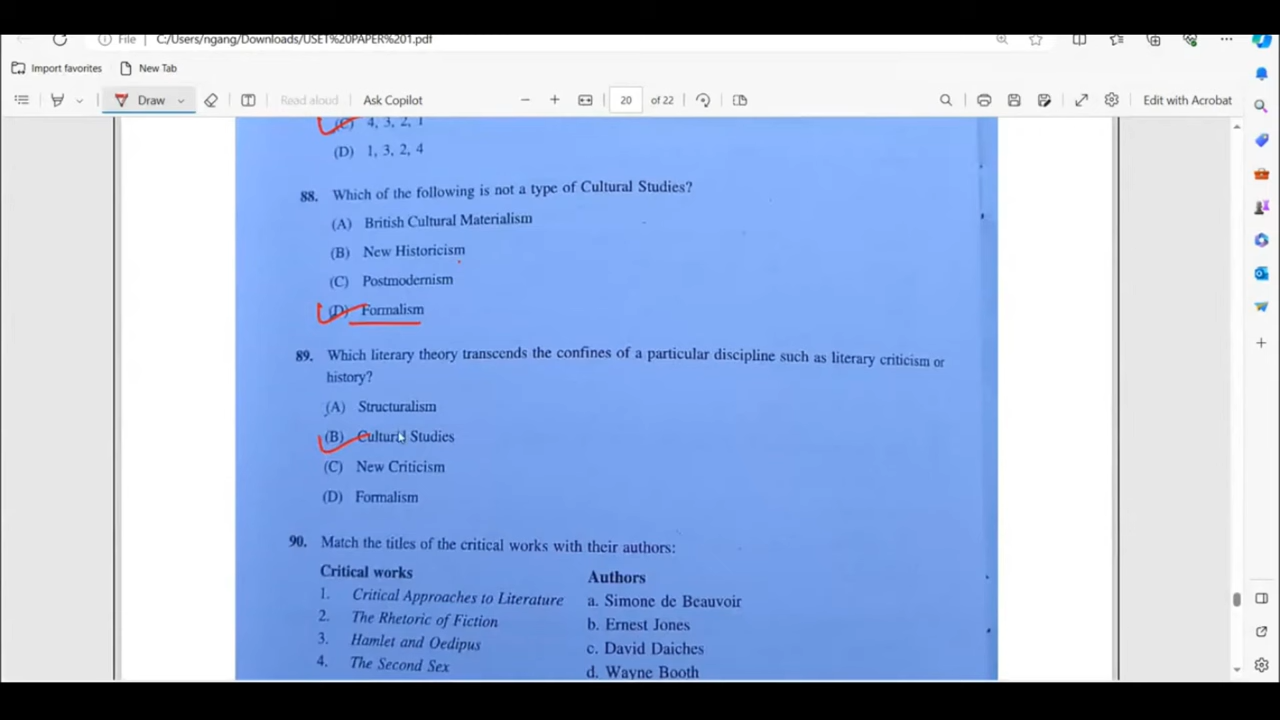 File C:/Users/ngang/Downloads/USET%20PAPER%201.pdf
Import favorites New Tab
Draw Read aloud Ask Copilot 20 of 22 Edit with Acrobat
(C) 4, 3, 2, 1
(D) 1, 3, 2, 4
88. Which of the following is not a type of Cultural Studies?
(A) British Cultural Materialism
(B) New Historicism
(C) Postmodernism
(D) Formalism
89. Which literary theory transcends the confines of a particular discipline such as literary criticism or
history?
(A) Structuralism
(B) Cultural Studies
(C) New Criticism
(D) Formalism
90. Match the titles of the critical works with their authors:
Critical works Authors
1. Critical Approaches to Literature a. Simone de Beauvoir
2. The Rhetoric of Fiction b. Ernest Jones
3. Hamlet and Oedipus c. David Daiches
4. The Second Sex d. Wayne Booth